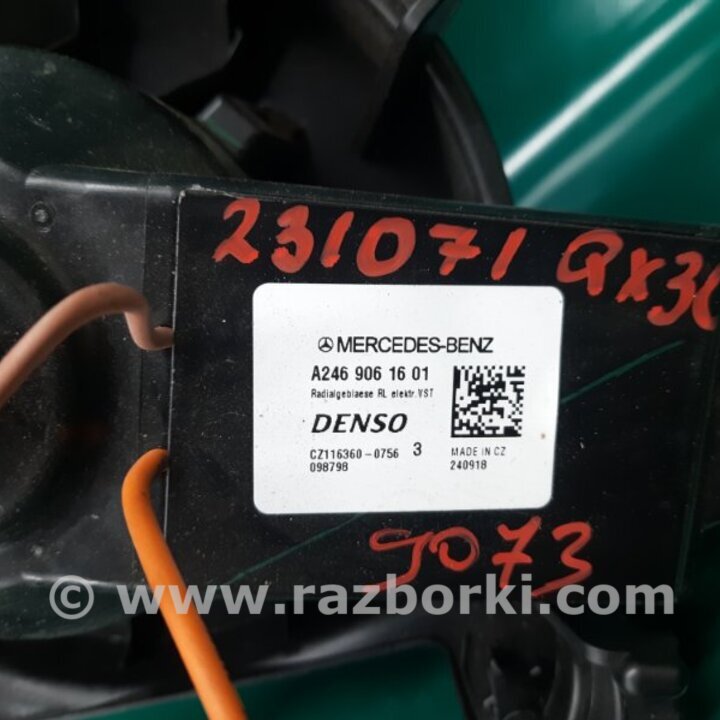 231071 QX30
MERCEDES-BENZ
A246 906 16 01
Radialgeblaese RL elektr.VST
DENSO
CZ116360-0756 3
098798
MADE IN CZ
240918
9073
© www.razborki.com